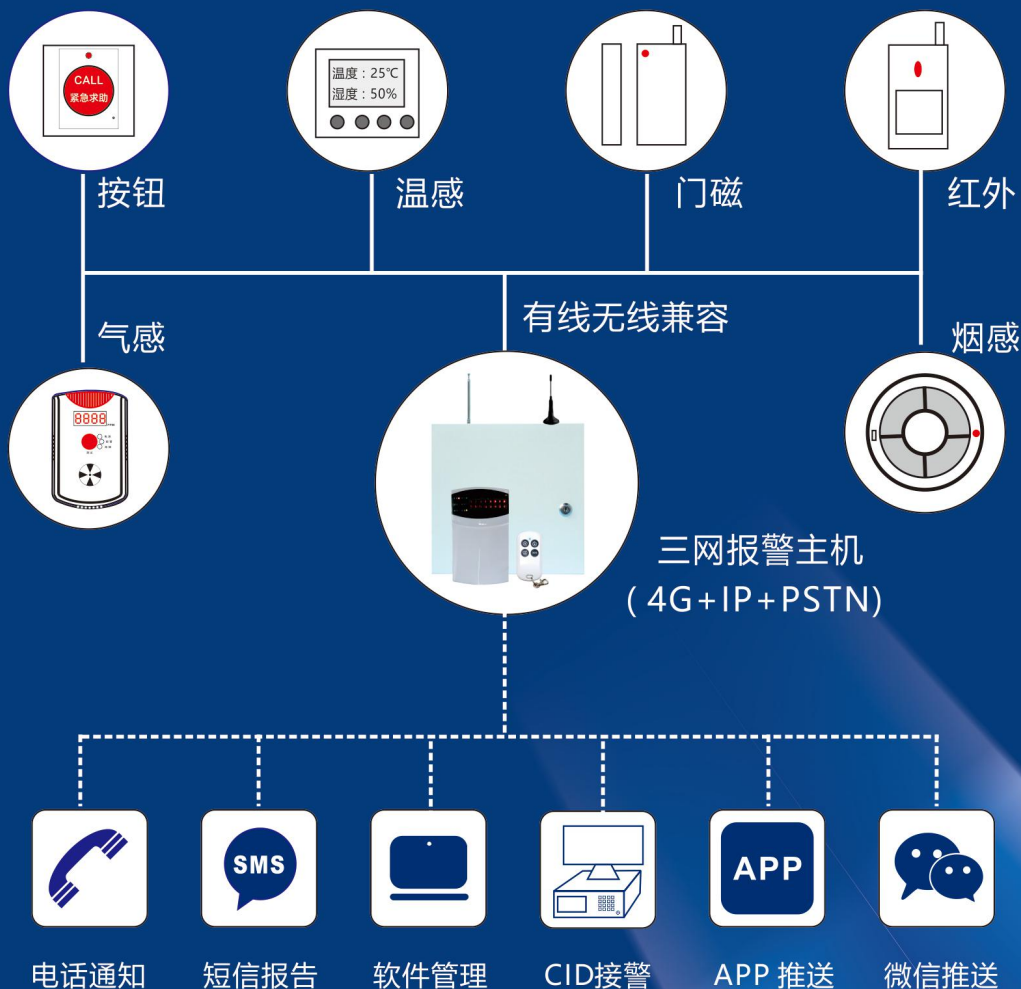 CALL
紧急求助
温度：25℃
湿度：50%
按钮
温感
门磁
红外
有线无线兼容
气感
烟感
8888
三网报警主机
( 4G+IP+PSTN)
SMS
APP
电话通知
短信报告
软件管理
CID接警
APP 推送
微信推送